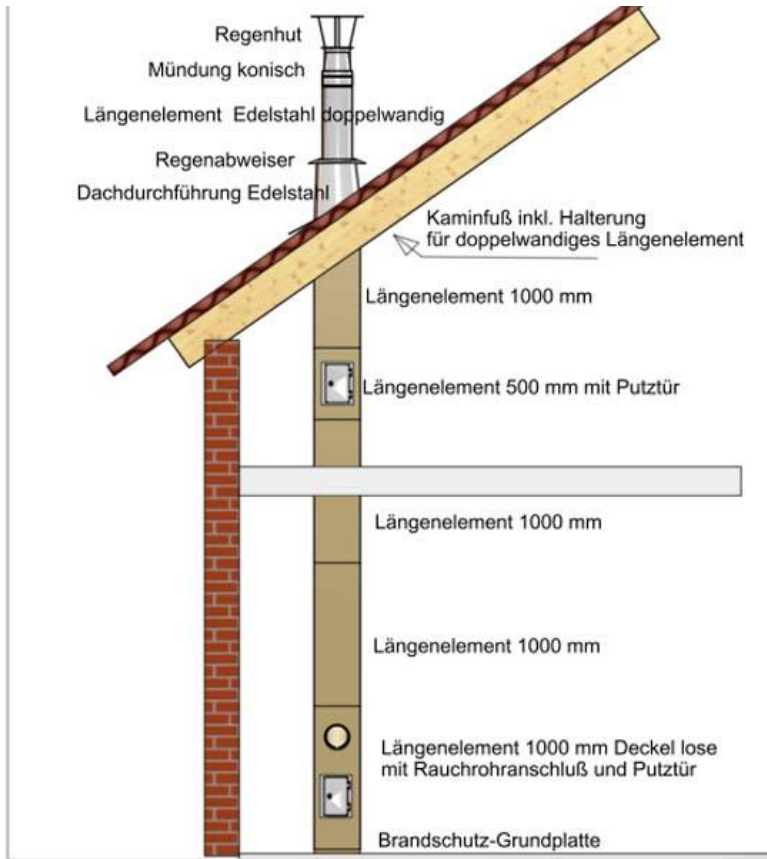 Regenhut
Mündung konisch
Längenelement Edelstahl doppelwandig
Regenabweiser
Dachdurchführung Edelstahl
Kaminfuß inkl. Halterung
für doppelwandiges Längenelement
Längenelement 1000 mm
Längenelement 500 mm mit Putztür
Längenelement 1000 mm
Längenelement 1000 mm
Längenelement 1000 mm Deckel lose
mit Rauchrohranschluß und Putztür
Brandschutz-Grundplatte